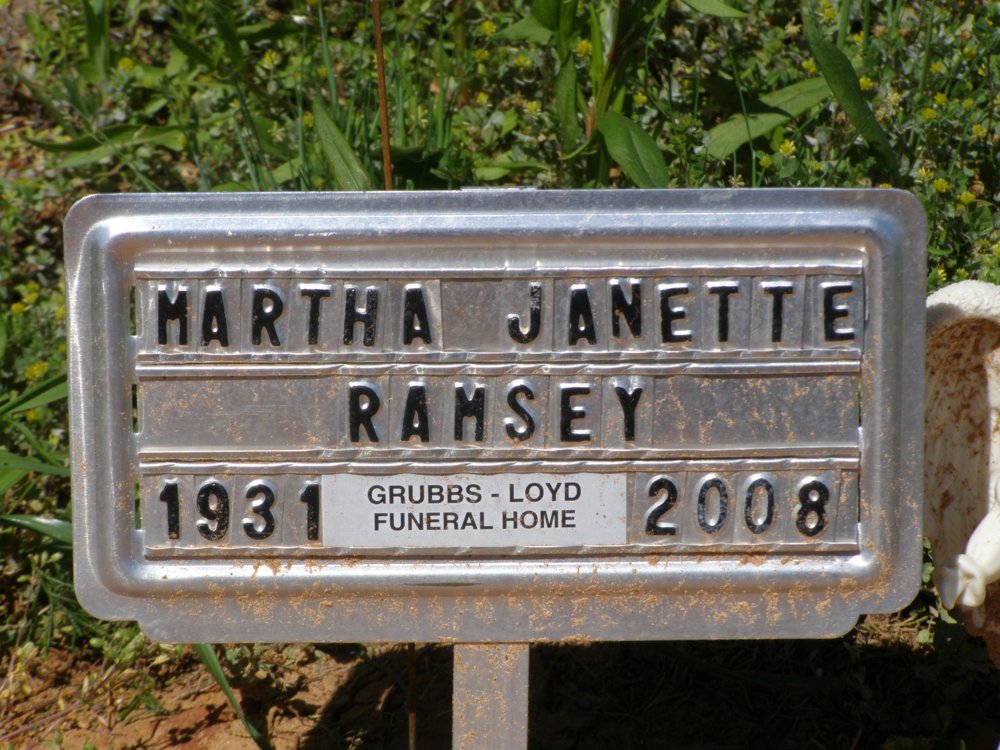 MARTHA JANETTE
RAMSEY
1931 GRUBBS - LOYD 2008
FUNERAL HOME